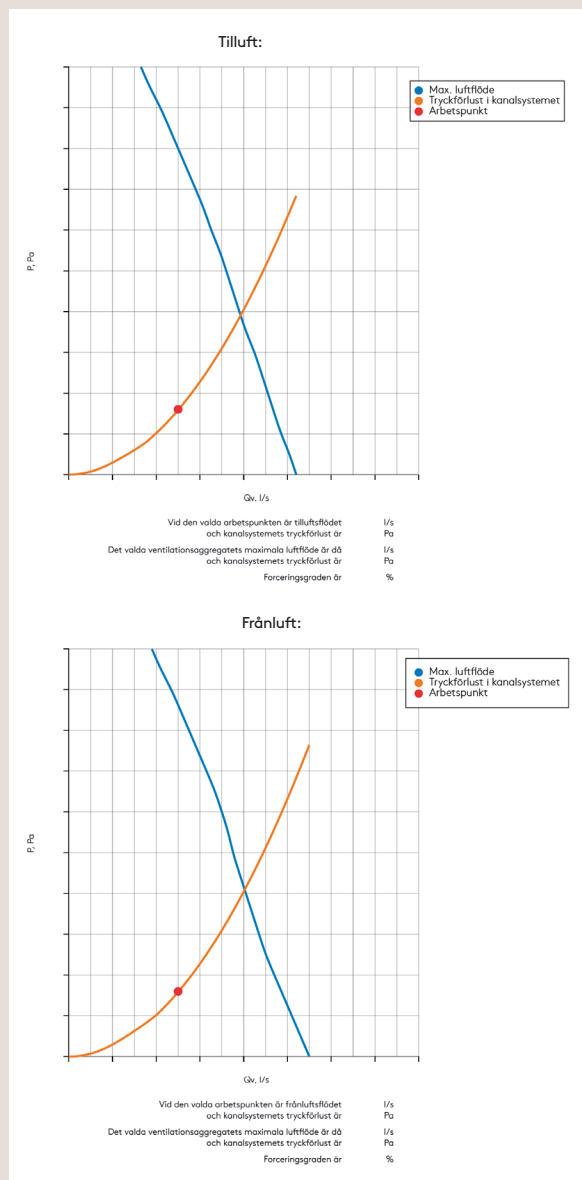 Tilluft:
Max. luftflöde
Tryckförlust i kanalsystemet
Arbetspunkt
P, Pa
Qv, l/s
Vid den valda arbetspunkten är tilluftsflödet l/s
och kanalsystemets tryckförlust är Pa
Det valda ventilationsaggregatets maximala luftflöde är då l/s
och kanalsystemets tryckförlust är Pa
Forceringsgraden är %
Frånluft:
Max. luftflöde
Tryckförlust i kanalsystemet
Arbetspunkt
P, Pa
Qv, l/s
Vid den valda arbetspunkten är frånluftsflödet l/s
och kanalsystemets tryckförlust är Pa
Det valda ventilationsaggregatets maximala luftflöde är då l/s
och kanalsystemets tryckförlust är Pa
Forceringsgraden är %